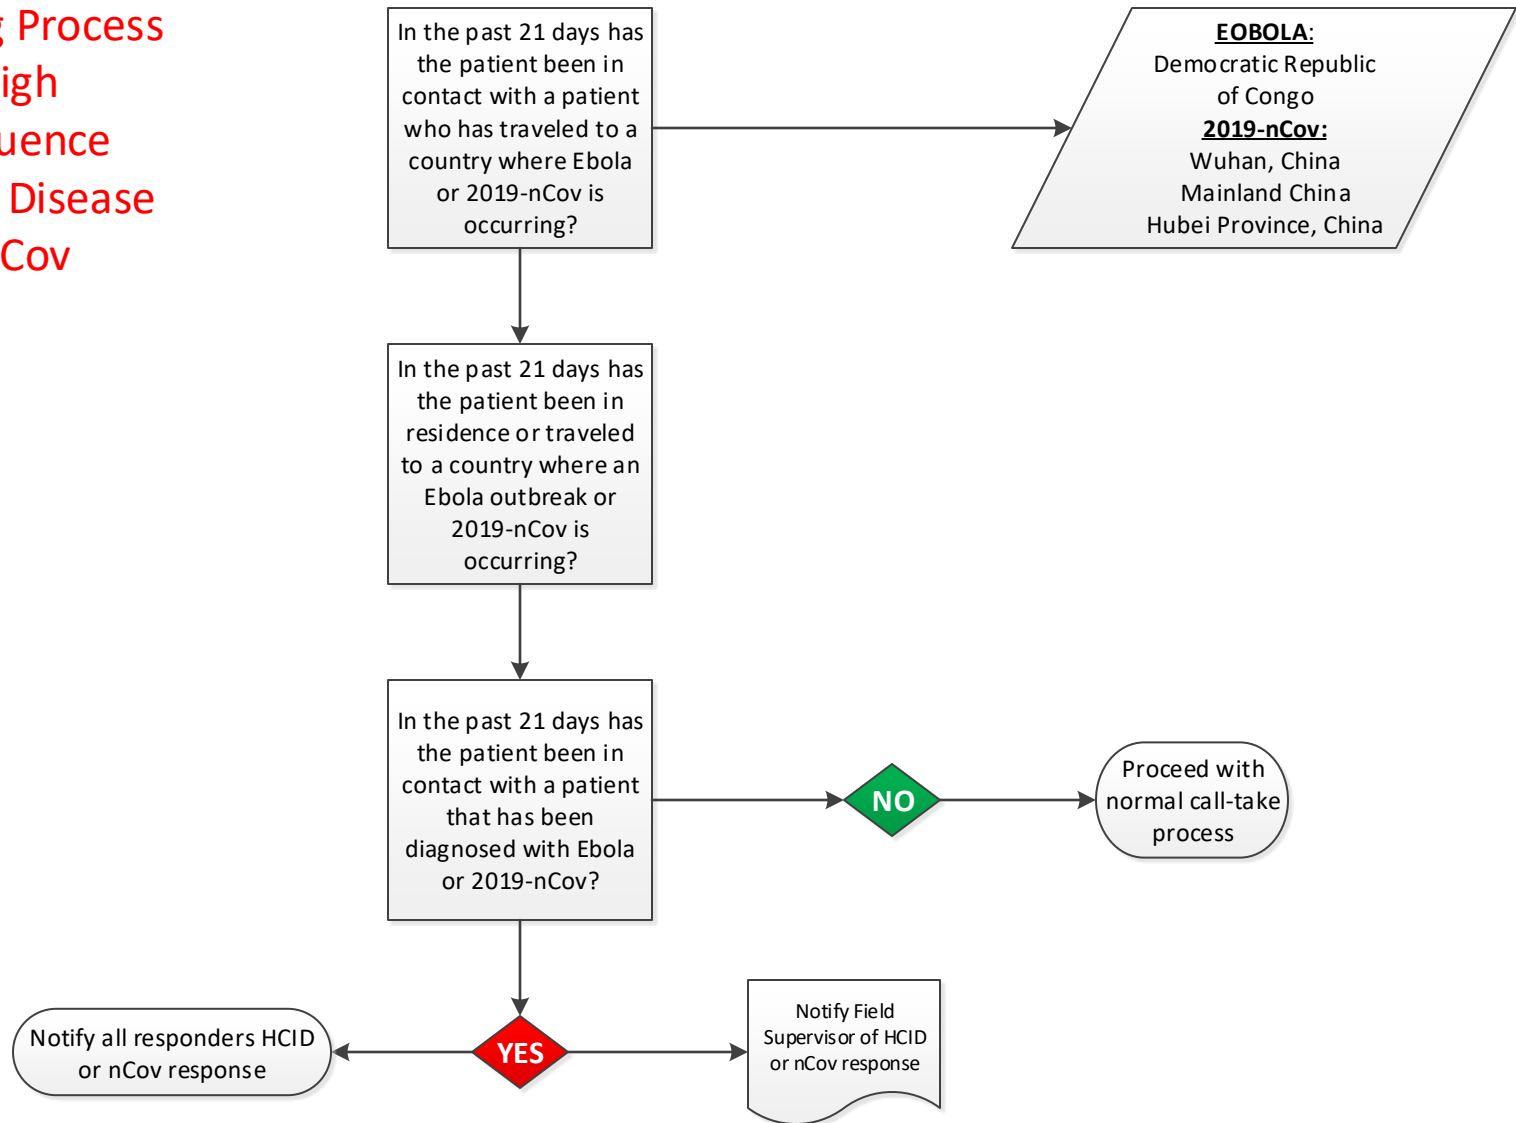 Process
Disease
Cov
In the past 21 days has
the patient been in
contact with a patient
who has traveled to a
country where Ebola
or 2019-nCov is
occurring?
EOBOLA:
Democratic Republic
of Congo
2019-nCov:
Wuhan, China
Mainland China
Hubei Province, China
In the past 21 days has
the patient been in
residence or traveled
to a country where an
Ebola outbreak or
2019-nCov is
occurring?
In the past 21 days has
the patient been in
contact with a patient
that has been
diagnosed with Ebola
or 2019-nCov?
NO
Proceed with
normal call-take
process
YES
Notify all responders HCID
or nCov response
Notify Field
Supervisor of HCID
or nCov response